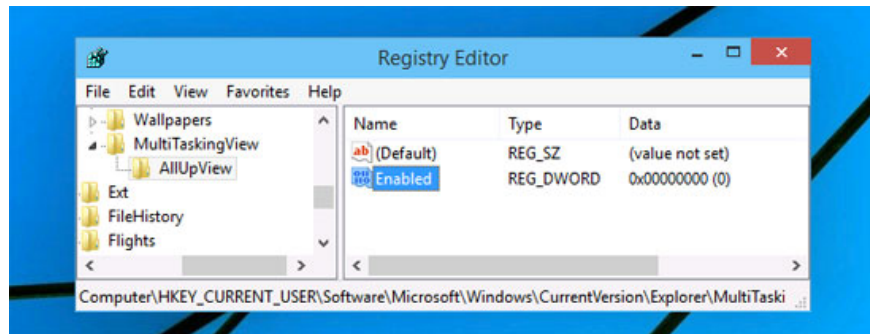 Registry Editor
File Edit View Favorites Help
Wallpapers
MultiTaskingView
AllUpView
Ext
FileHistory
Flights
Name Type Data
ab (Default) REG_SZ (value not set)
Enabled REG_DWORD 0x00000000 (0)
Computer\HKEY_CURRENT_USER\Software\Microsoft\Windows\CurrentVersion\Explorer\MultiTaski